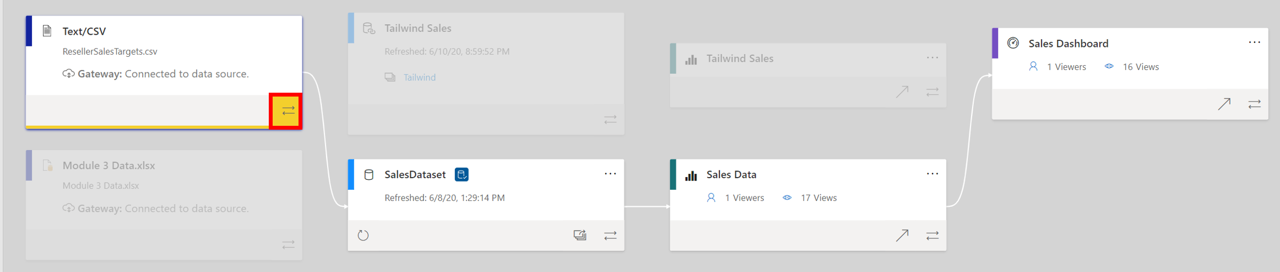 Text/CSV
ResellerSalesTargets.csv
Gateway: Connected to data source.
Module 3 Data.xlsx
Module 3 Data.xlsx
Gateway: Connected to data source.
Tailwind Sales
Refreshed: 6/10/20, 8:59:52 PM
Tailwind
SalesDataset
Refreshed: 6/8/20, 1:29:14 PM
Tailwind Sales
Sales Data
1 Viewers 17 Views
Sales Dashboard
1 Viewers 16 Views